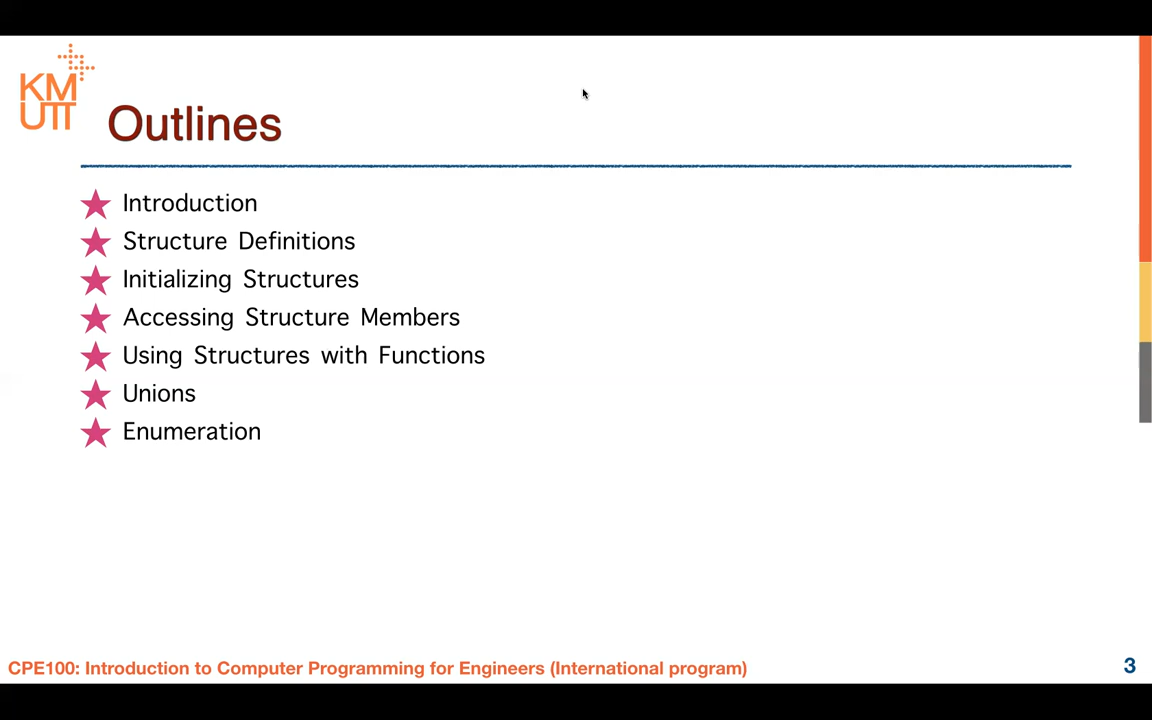 KM
UTT
Outlines
Introduction
Structure Definitions
Initializing Structures
Accessing Structure Members
Using Structures with Functions
Unions
Enumeration
CPE100: Introduction to Computer Programming for Engineers (International program)
3